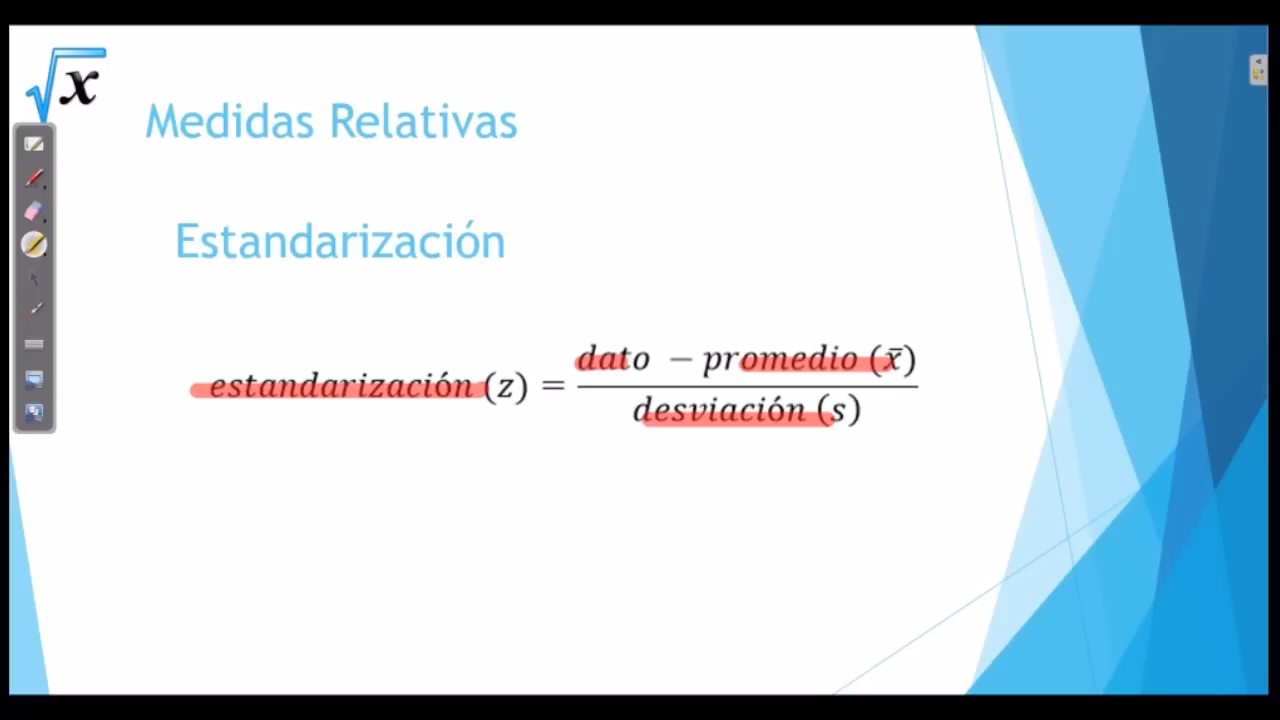 √x
Medidas Relativas
Estandarización
estandarización (z) = dato − promedio (x̄)
desviación (s)